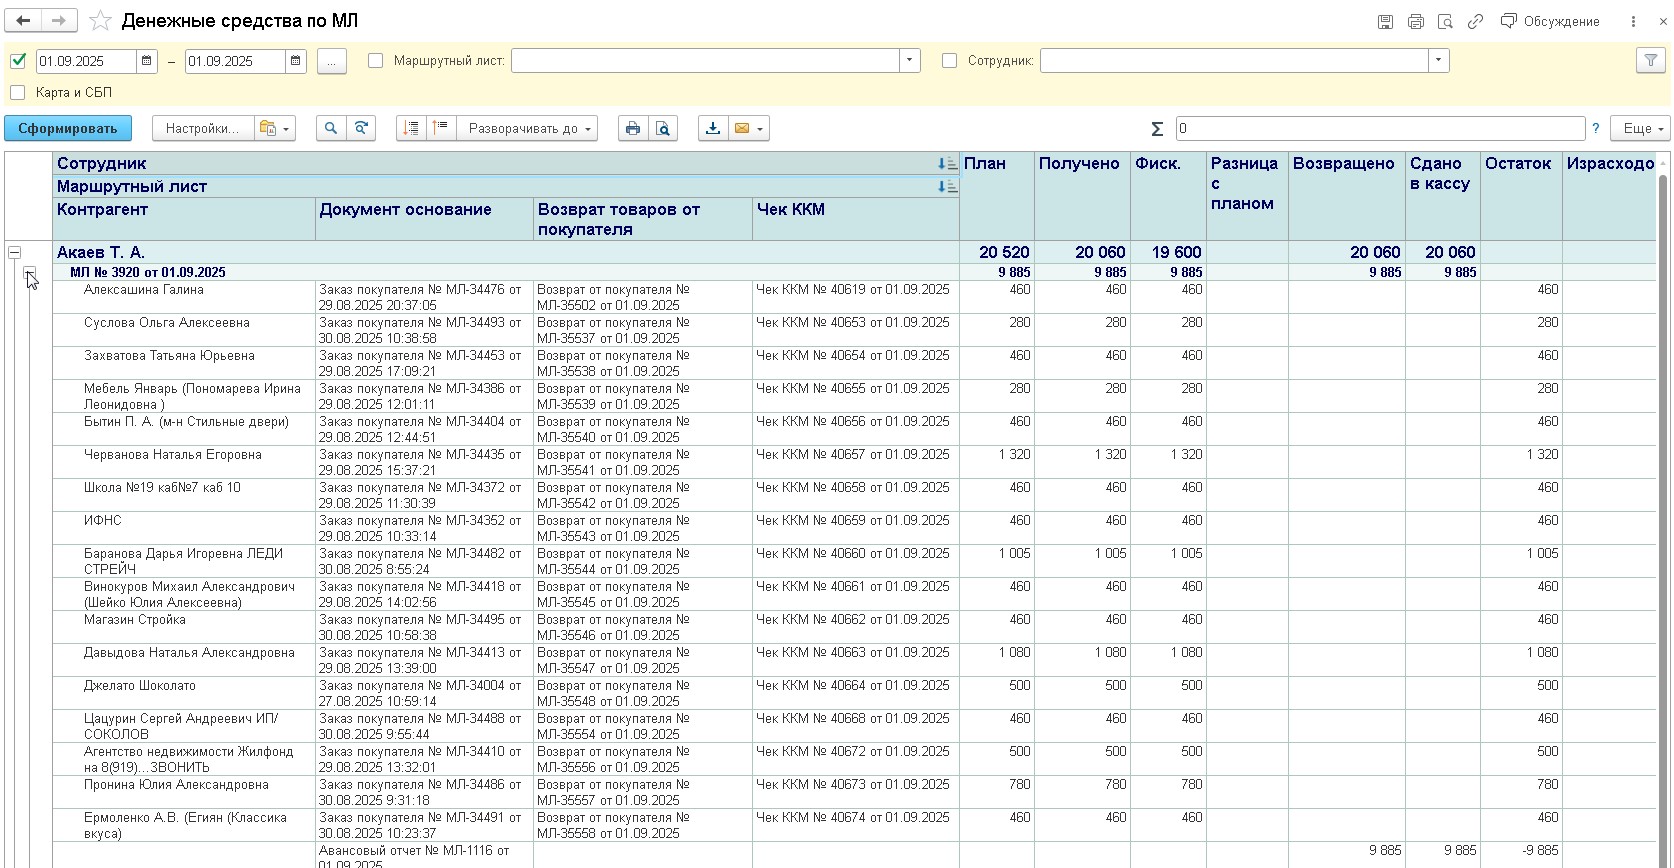 Денежные средства по МЛ
Обсуждение
01.09.2025 – 01.09.2025 ... Маршрутный лист: Сотрудник:
Карта и СБП
Сформировать Настройки... Разворачивать до Σ 0 ? Еще
Сотрудник План Получено Фиск. Разница с планом Возвращено Сдано в кассу Остаток Израсходо
Маршрутный лист
Контрагент Документ основание Возврат товаров от покупателя Чек ККМ
Акаев Т. А. 20 520 20 060 19 600 20 060 20 060
МЛ № 3920 от 01.09.2025 9 885 9 885 9 885 9 885 9 885
Алексашина Галина Заказ покупателя № МЛ-34476 от 29.08.2025 20:37:05 Возврат от покупателя № МЛ-35502 от 01.09.2025 Чек ККМ № 40619 от 01.09.2025 460 460 460 460
Суслова Ольга Алексеевна Заказ покупателя № МЛ-34493 от 30.08.2025 10:38:58 Возврат от покупателя № МЛ-35537 от 01.09.2025 Чек ККМ № 40653 от 01.09.2025 280 280 280 280
Захватова Татьяна Юрьевна Заказ покупателя № МЛ-34453 от 29.08.2025 17:09:21 Возврат от покупателя № МЛ-35538 от 01.09.2025 Чек ККМ № 40654 от 01.09.2025 460 460 460 460
Мебель Январь (Пономарева Ирина Леонидовна ) Заказ покупателя № МЛ-34386 от 29.08.2025 12:01:11 Возврат от покупателя № МЛ-35539 от 01.09.2025 Чек ККМ № 40655 от 01.09.2025 280 280 280 280
Бытин П. А. (м-н Стильные двери) Заказ покупателя № МЛ-34404 от 29.08.2025 12:44:51 Возврат от покупателя № МЛ-35540 от 01.09.2025 Чек ККМ № 40656 от 01.09.2025 460 460 460 460
Черванова Наталья Егоровна Заказ покупателя № МЛ-34435 от 29.08.2025 15:37:21 Возврат от покупателя № МЛ-35541 от 01.09.2025 Чек ККМ № 40657 от 01.09.2025 1 320 1 320 1 320 1 320
Школа №19 каб№7 каб 10 Заказ покупателя № МЛ-34372 от 29.08.2025 11:30:39 Возврат от покупателя № МЛ-35542 от 01.09.2025 Чек ККМ № 40658 от 01.09.2025 460 460 460 460
ИФНС Заказ покупателя № МЛ-34352 от 29.08.2025 10:33:14 Возврат от покупателя № МЛ-35543 от 01.09.2025 Чек ККМ № 40659 от 01.09.2025 460 460 460 460
Баранова Дарья Игоревна ЛЕДИ СТРЕЙЧ Заказ покупателя № МЛ-34482 от 30.08.2025 8:55:24 Возврат от покупателя № МЛ-35544 от 01.09.2025 Чек ККМ № 40660 от 01.09.2025 1 005 1 005 1 005 1 005
Винокуров Михаил Александрович (Шейко Юлия Алексеевна) Заказ покупателя № МЛ-34418 от 29.08.2025 14:02:56 Возврат от покупателя № МЛ-35545 от 01.09.2025 Чек ККМ № 40661 от 01.09.2025 460 460 460 460
Магазин Стройка Заказ покупателя № МЛ-34495 от 30.08.2025 10:58:38 Возврат от покупателя № МЛ-35546 от 01.09.2025 Чек ККМ № 40662 от 01.09.2025 460 460 460 460
Давыдова Наталья Александровна Заказ покупателя № МЛ-34413 от 29.08.2025 13:39:00 Возврат от покупателя № МЛ-35547 от 01.09.2025 Чек ККМ № 40663 от 01.09.2025 1 080 1 080 1 080 1 080
Джелато Шоколато Заказ покупателя № МЛ-34004 от 27.08.2025 10:59:14 Возврат от покупателя № МЛ-35548 от 01.09.2025 Чек ККМ № 40664 от 01.09.2025 500 500 500 500
Цацурин Сергей Андреевич ИП/ СОКОЛОВ Заказ покупателя № МЛ-34488 от 30.08.2025 9:55:44 Возврат от покупателя № МЛ-35554 от 01.09.2025 Чек ККМ № 40668 от 01.09.2025 460 460 460 460
Агентство недвижимости Жилфонд на 8(919)...ЗВОНИТЬ Заказ покупателя № МЛ-34410 от 29.08.2025 13:32:01 Возврат от покупателя № МЛ-35556 от 01.09.2025 Чек ККМ № 40672 от 01.09.2025 500 500 500 500
Пронина Юлия Александровна Заказ покупателя № МЛ-34486 от 30.08.2025 9:31:18 Возврат от покупателя № МЛ-35557 от 01.09.2025 Чек ККМ № 40673 от 01.09.2025 780 780 780 780
Ермоленко А.В. (Егиян (Классика вкуса) Заказ покупателя № МЛ-34491 от 30.08.2025 10:23:37 Возврат от покупателя № МЛ-35558 от 01.09.2025 Чек ККМ № 40674 от 01.09.2025 460 460 460 460
Авансовый отчет № МЛ-1116 от 01.09.2025 9 885 9 885 -9 885